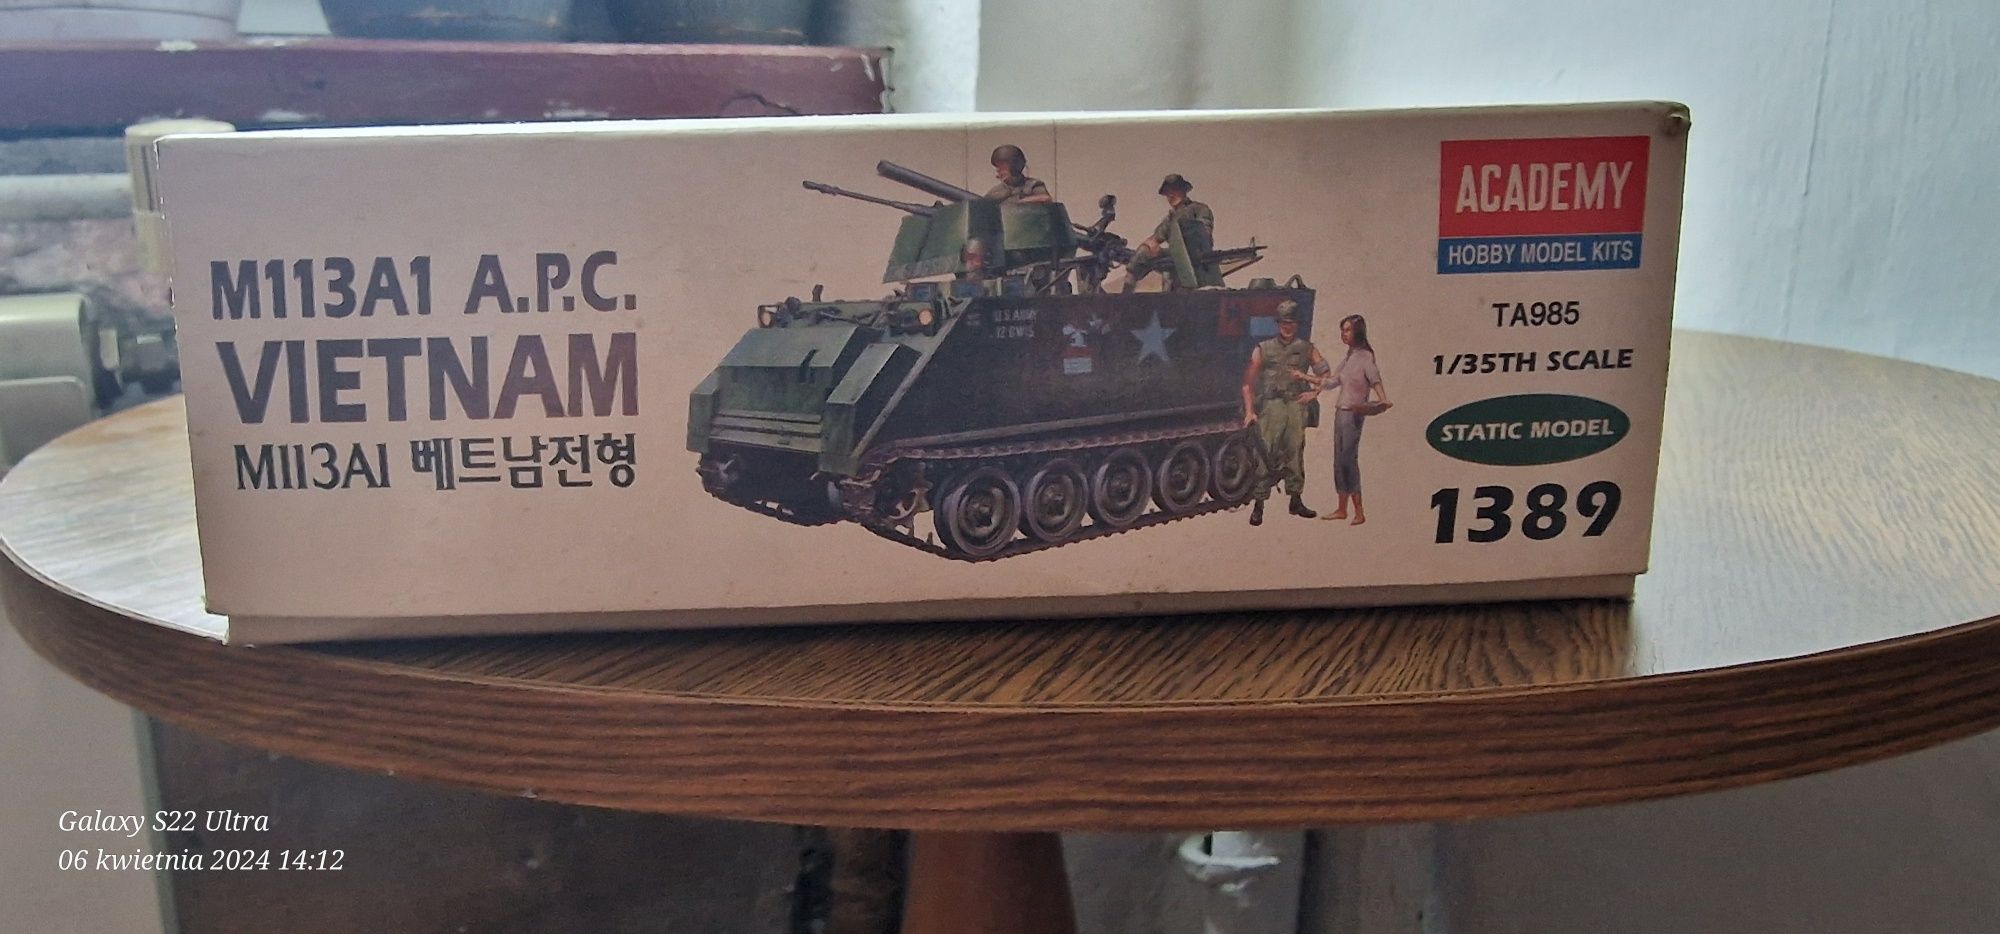 M113A1 A.P.C.
VIETNAM
M113A1 베트남전형
U.S. ARMY
ACADEMY
HOBBY MODEL KITS
TA985
1/35TH SCALE
STATIC MODEL
1389
Galaxy S22 Ultra
06 kwietnia 2024 14:12